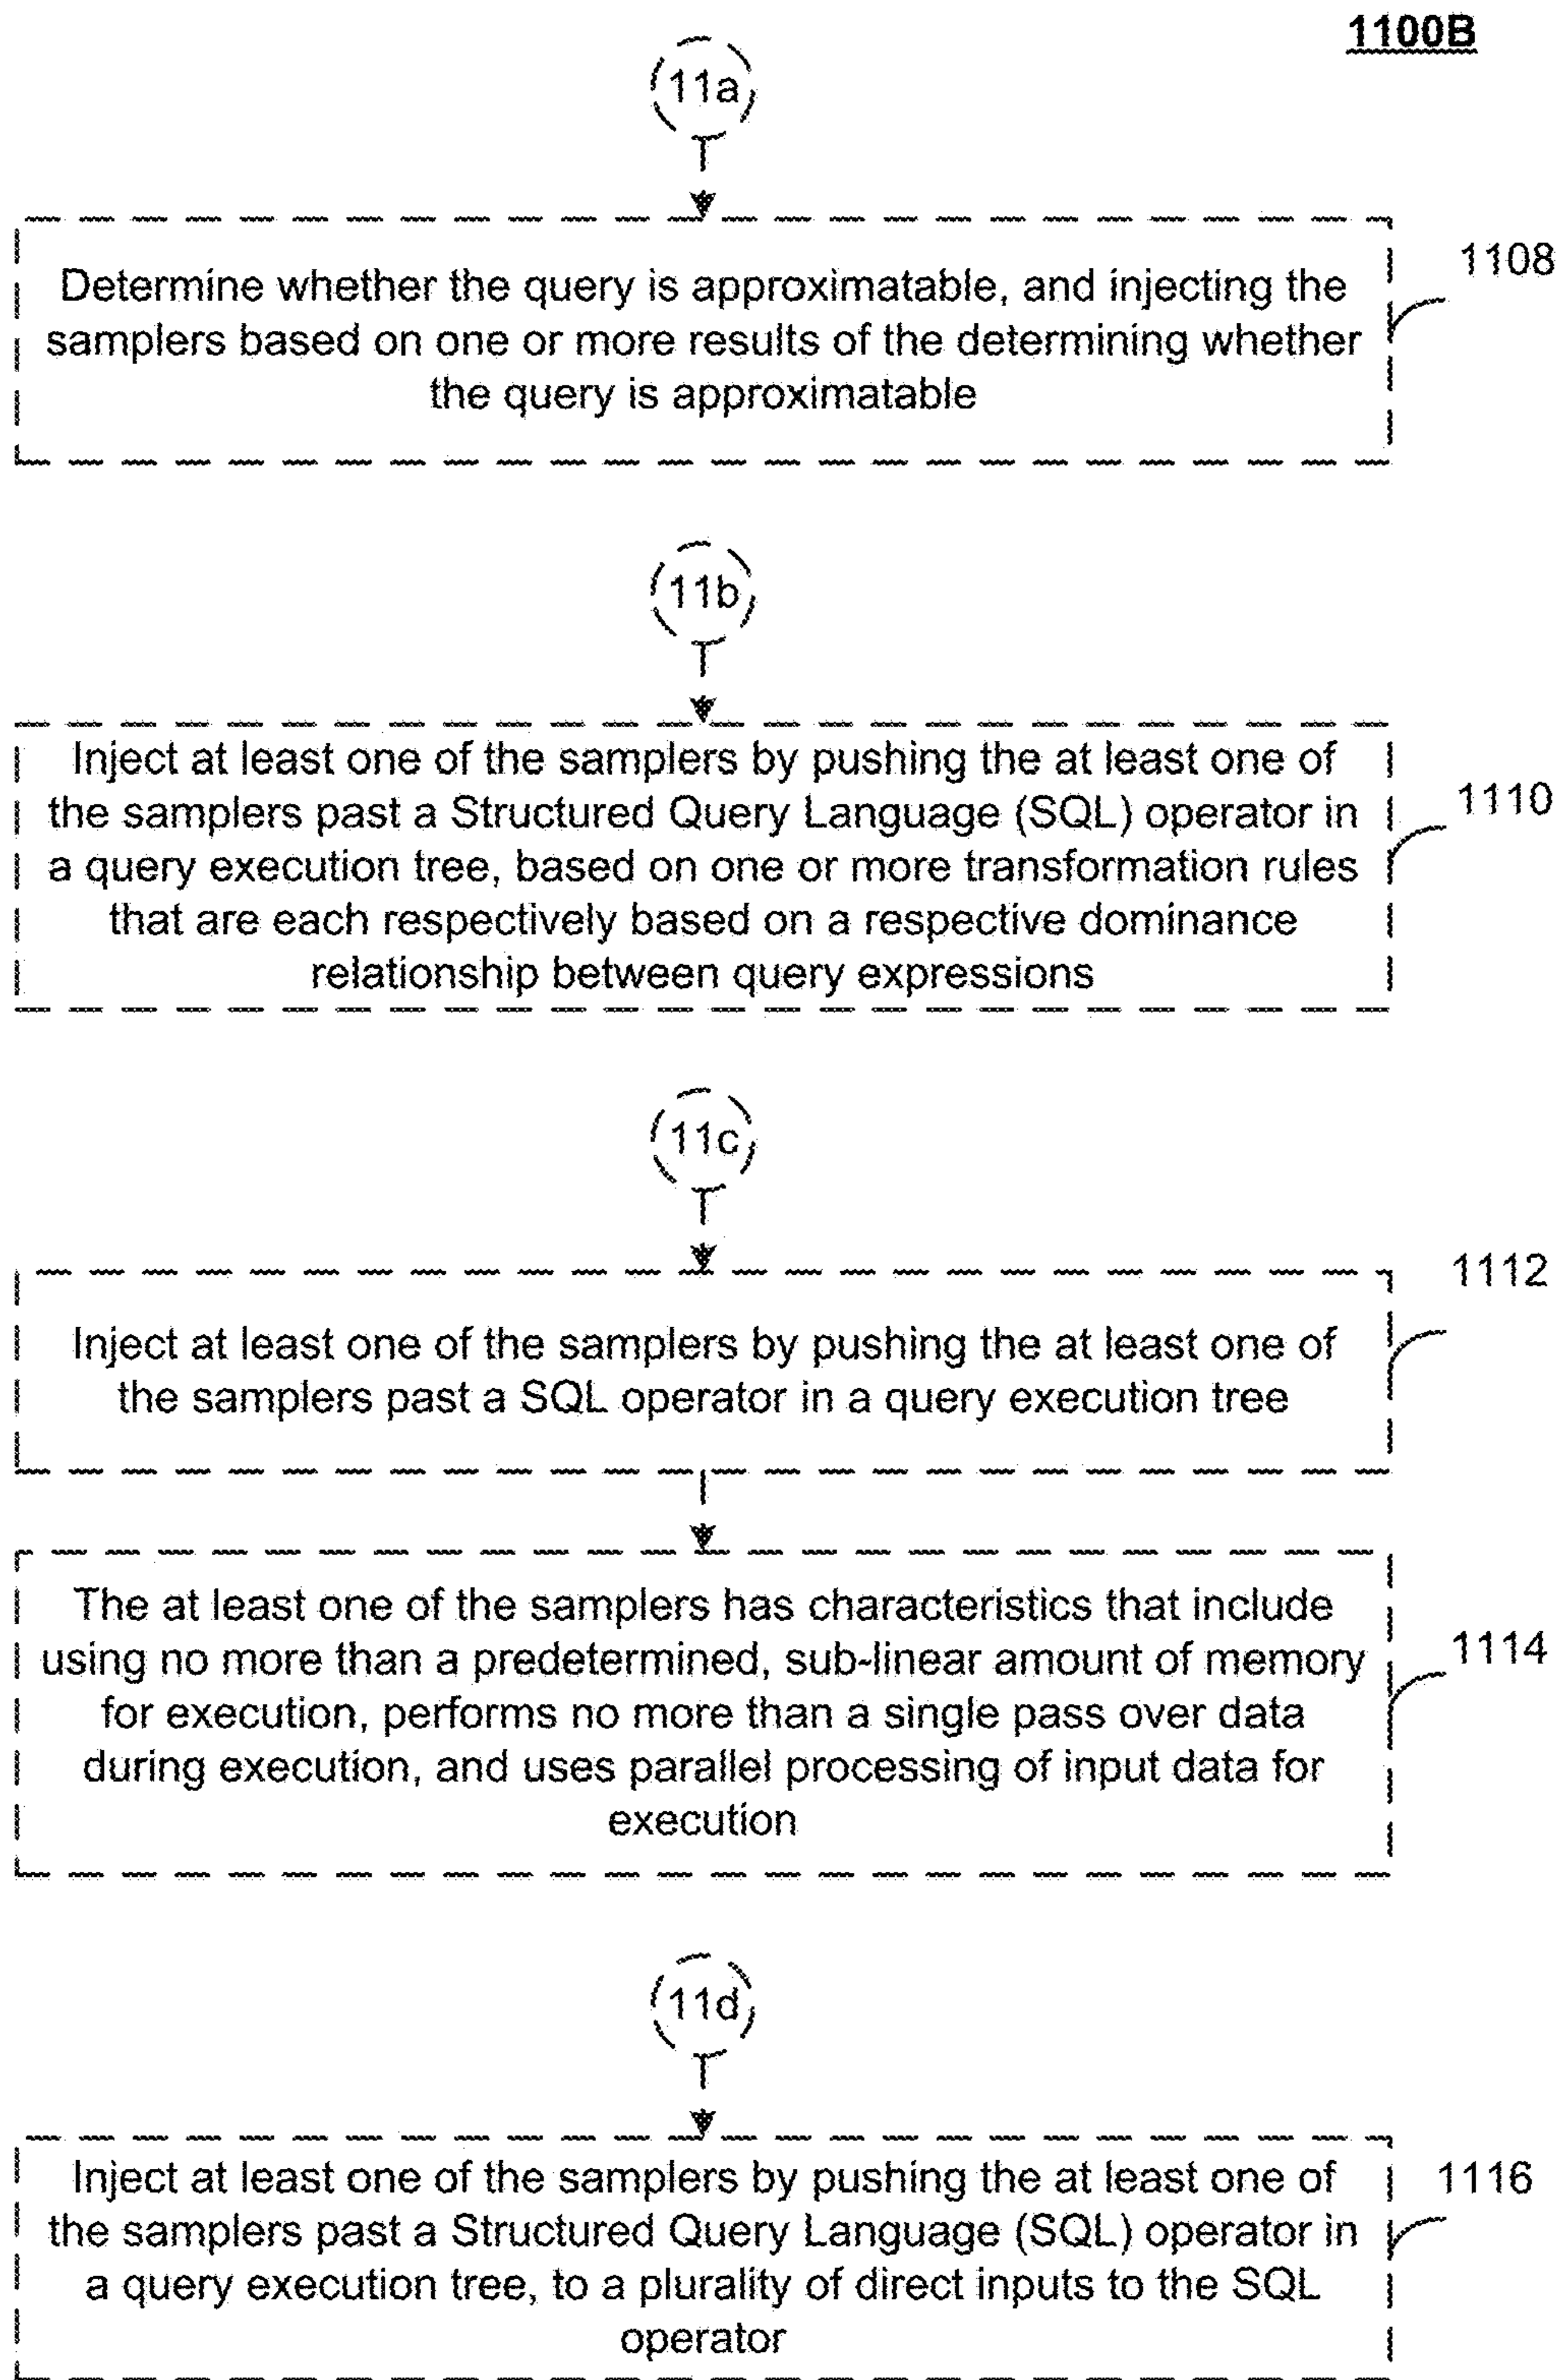 1100B
11a
Determine whether the query is approximatable, and injecting the
samplers based on one or more results of the determining whether
the query is approximatable
1108
11b
Inject at least one of the samplers by pushing the at least one of
the samplers past a Structured Query Language (SQL) operator in
a query execution tree, based on one or more transformation rules
that are each respectively based on a respective dominance
relationship between query expressions
1110
11c
Inject at least one of the samplers by pushing the at least one of
the samplers past a SQL operator in a query execution tree
1112
The at least one of the samplers has characteristics that include
using no more than a predetermined, sub-linear amount of memory
for execution, performs no more than a single pass over data
during execution, and uses parallel processing of input data for
execution
1114
11d
Inject at least one of the samplers by pushing the at least one of
the samplers past a Structured Query Language (SQL) operator in
a query execution tree, to a plurality of direct inputs to the SQL
operator
1116